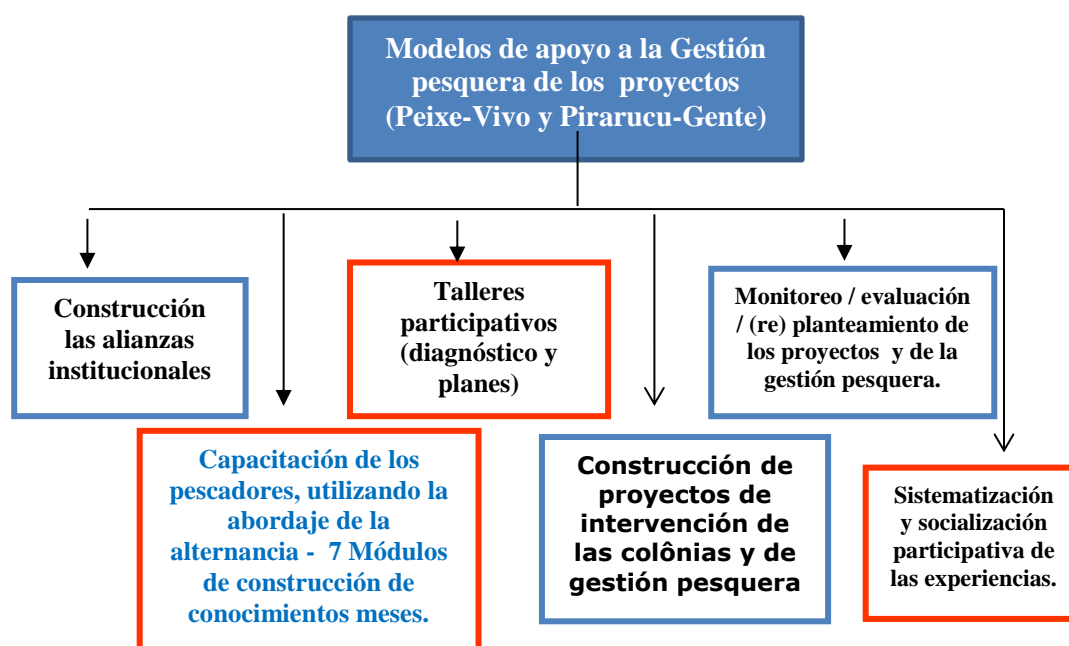 Modelos de apoyo a la Gestión
pesquera de los proyectos
(Peixe-Vivo y Pirarucu-Gente)
Construcción
las alianzas
institucionales
Talleres
participativos
(diagnóstico y
planes)
Monitoreo / evaluación
/ (re) planteamiento de
los proyectos y de la
gestión pesquera.
Capacitación de los
pescadores, utilizando la
abordaje de la
alternancia - 7 Módulos
de construcción de
conocimientos meses.
Construcción de
proyectos de
intervención de
las colônias y de
gestión pesquera
Sistematización
y socialización
participativa de
las experiencias.